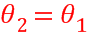 θ₂ = θ₁